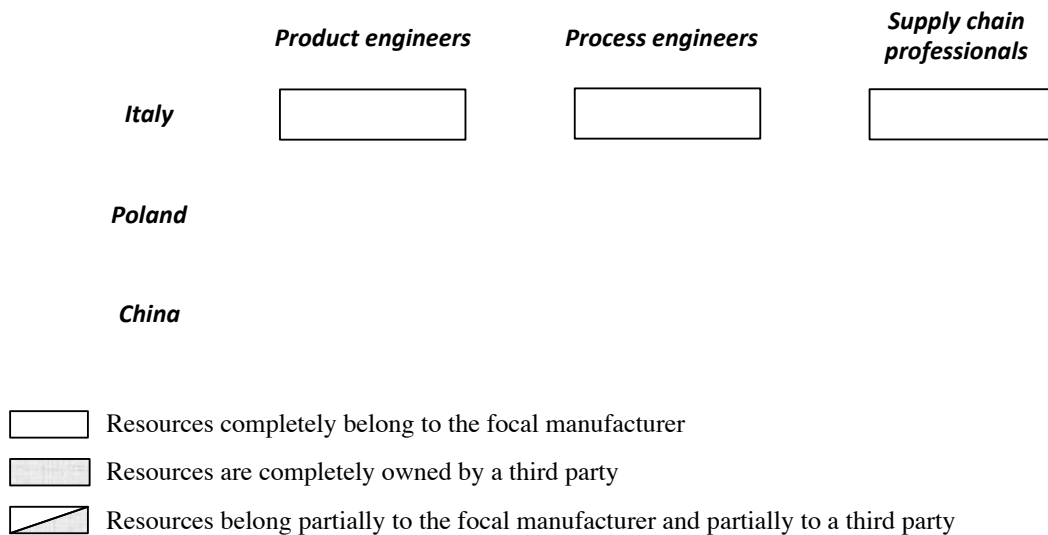 Product engineers Process engineers Supply chain
professionals
Italy
Poland
China
Resources completely belong to the focal manufacturer
Resources are completely owned by a third party
Resources belong partially to the focal manufacturer and partially to a third party